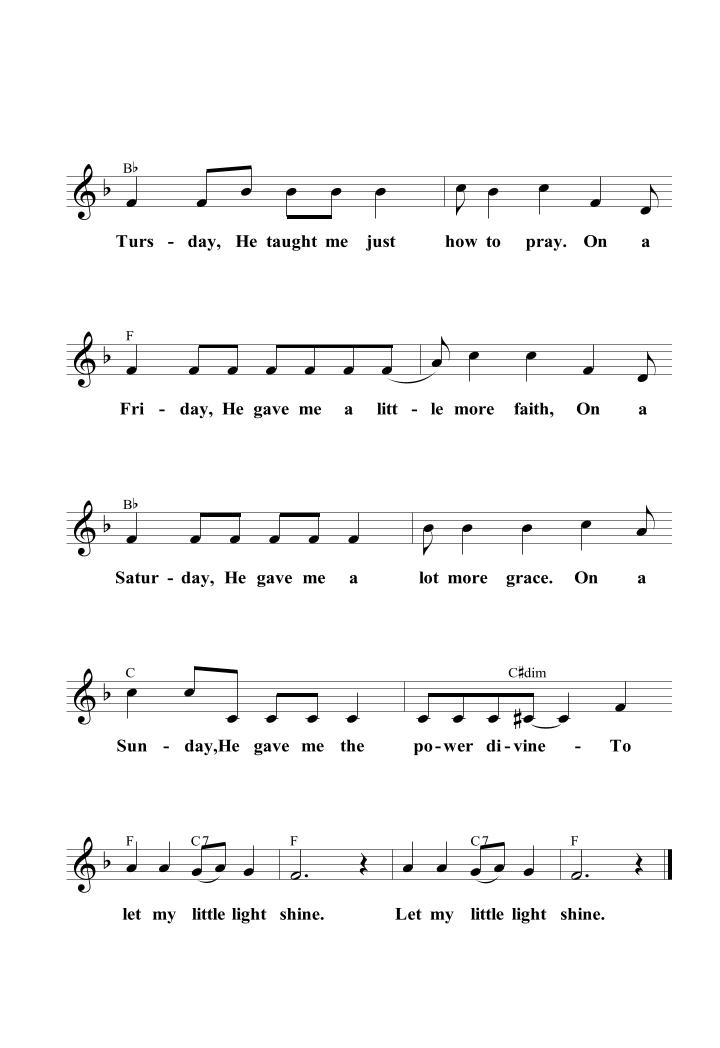 B♭
Turs - day, He taught me just how to pray. On a
F
Fri - day, He gave me a litt - le more faith, On a
B♭
Satur - day, He gave me a lot more grace. On a
C C♯dim
Sun - day,He gave me the po-wer di-vine - To
F C7 F C7 F
let my little light shine. Let my little light shine.